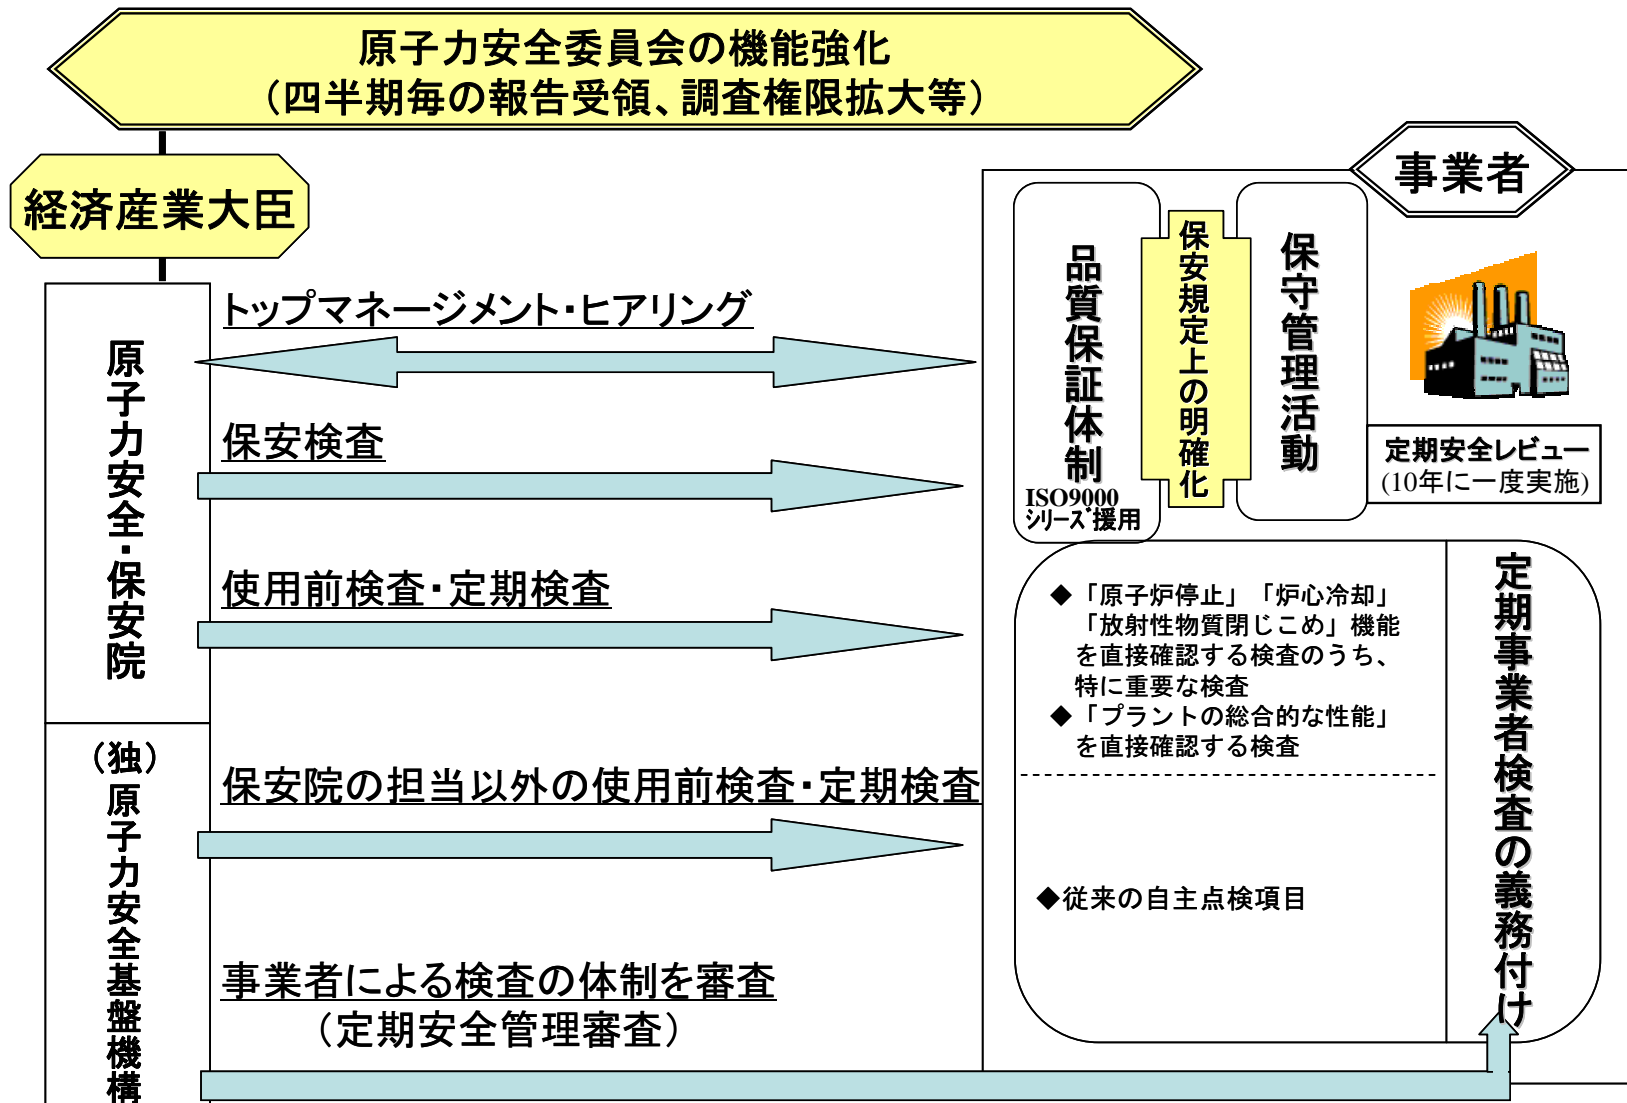 原子力安全委員会の機能強化
（四半期毎の報告受領、調査権限拡大等）
経済産業大臣
事業者
原子力安全・保安院
トップマネージメント・ヒアリング
保安検査
使用前検査・定期検査
品質保証体制
ISO9000
ｼﾘｰｽﾞ援用
保安規定上の明確化
保守管理活動
定期安全レビュー
(10年に一度実施)
◆「原子炉停止」「炉心冷却」
「放射性物質閉じこめ」機能
を直接確認する検査のうち、
特に重要な検査
◆「プラントの総合的な性能」
を直接確認する検査
◆従来の自主点検項目
定期事業者検査の義務付け
（独）
原子力安全基盤機構
保安院の担当以外の使用前検査・定期検査
事業者による検査の体制を審査
（定期安全管理審査）